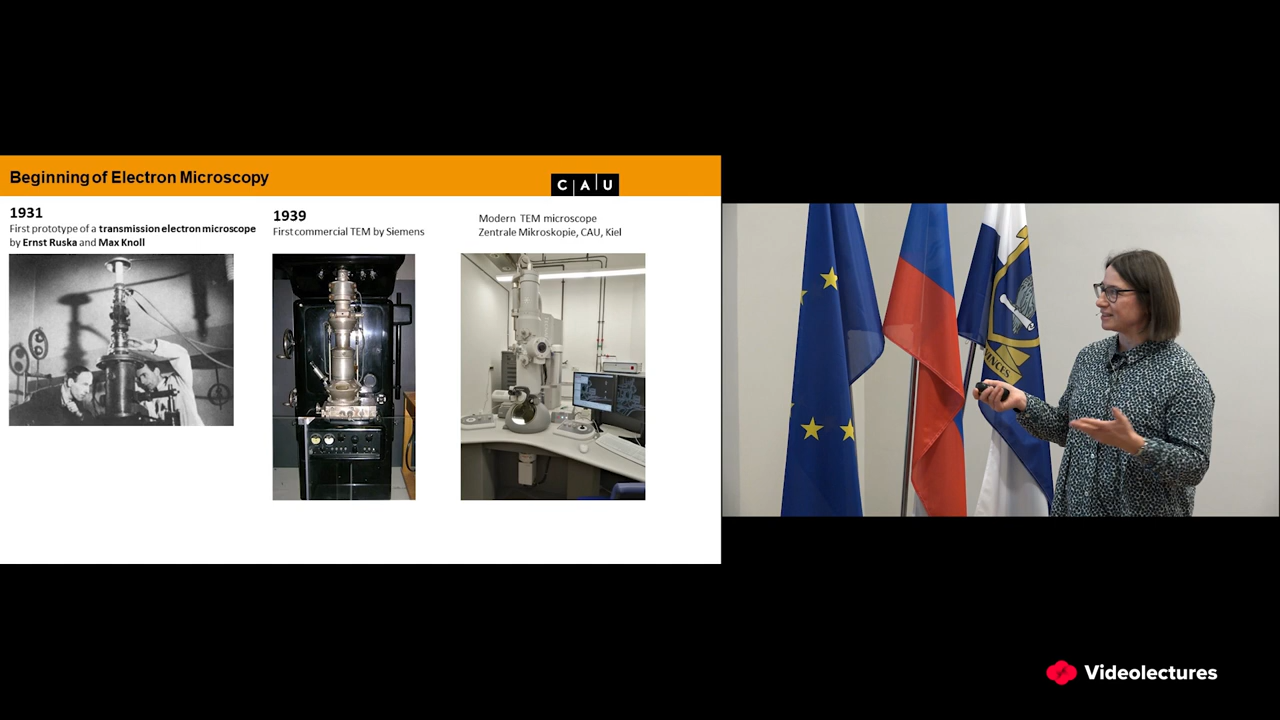 Beginning of Electron Microscopy
CAU
1931
First prototype of a transmission electron microscope
by Ernst Ruska and Max Knoll
1939
First commercial TEM by Siemens
Modern TEM microscope
Zentrale Mikroskopie, CAU, Kiel
Videolectures